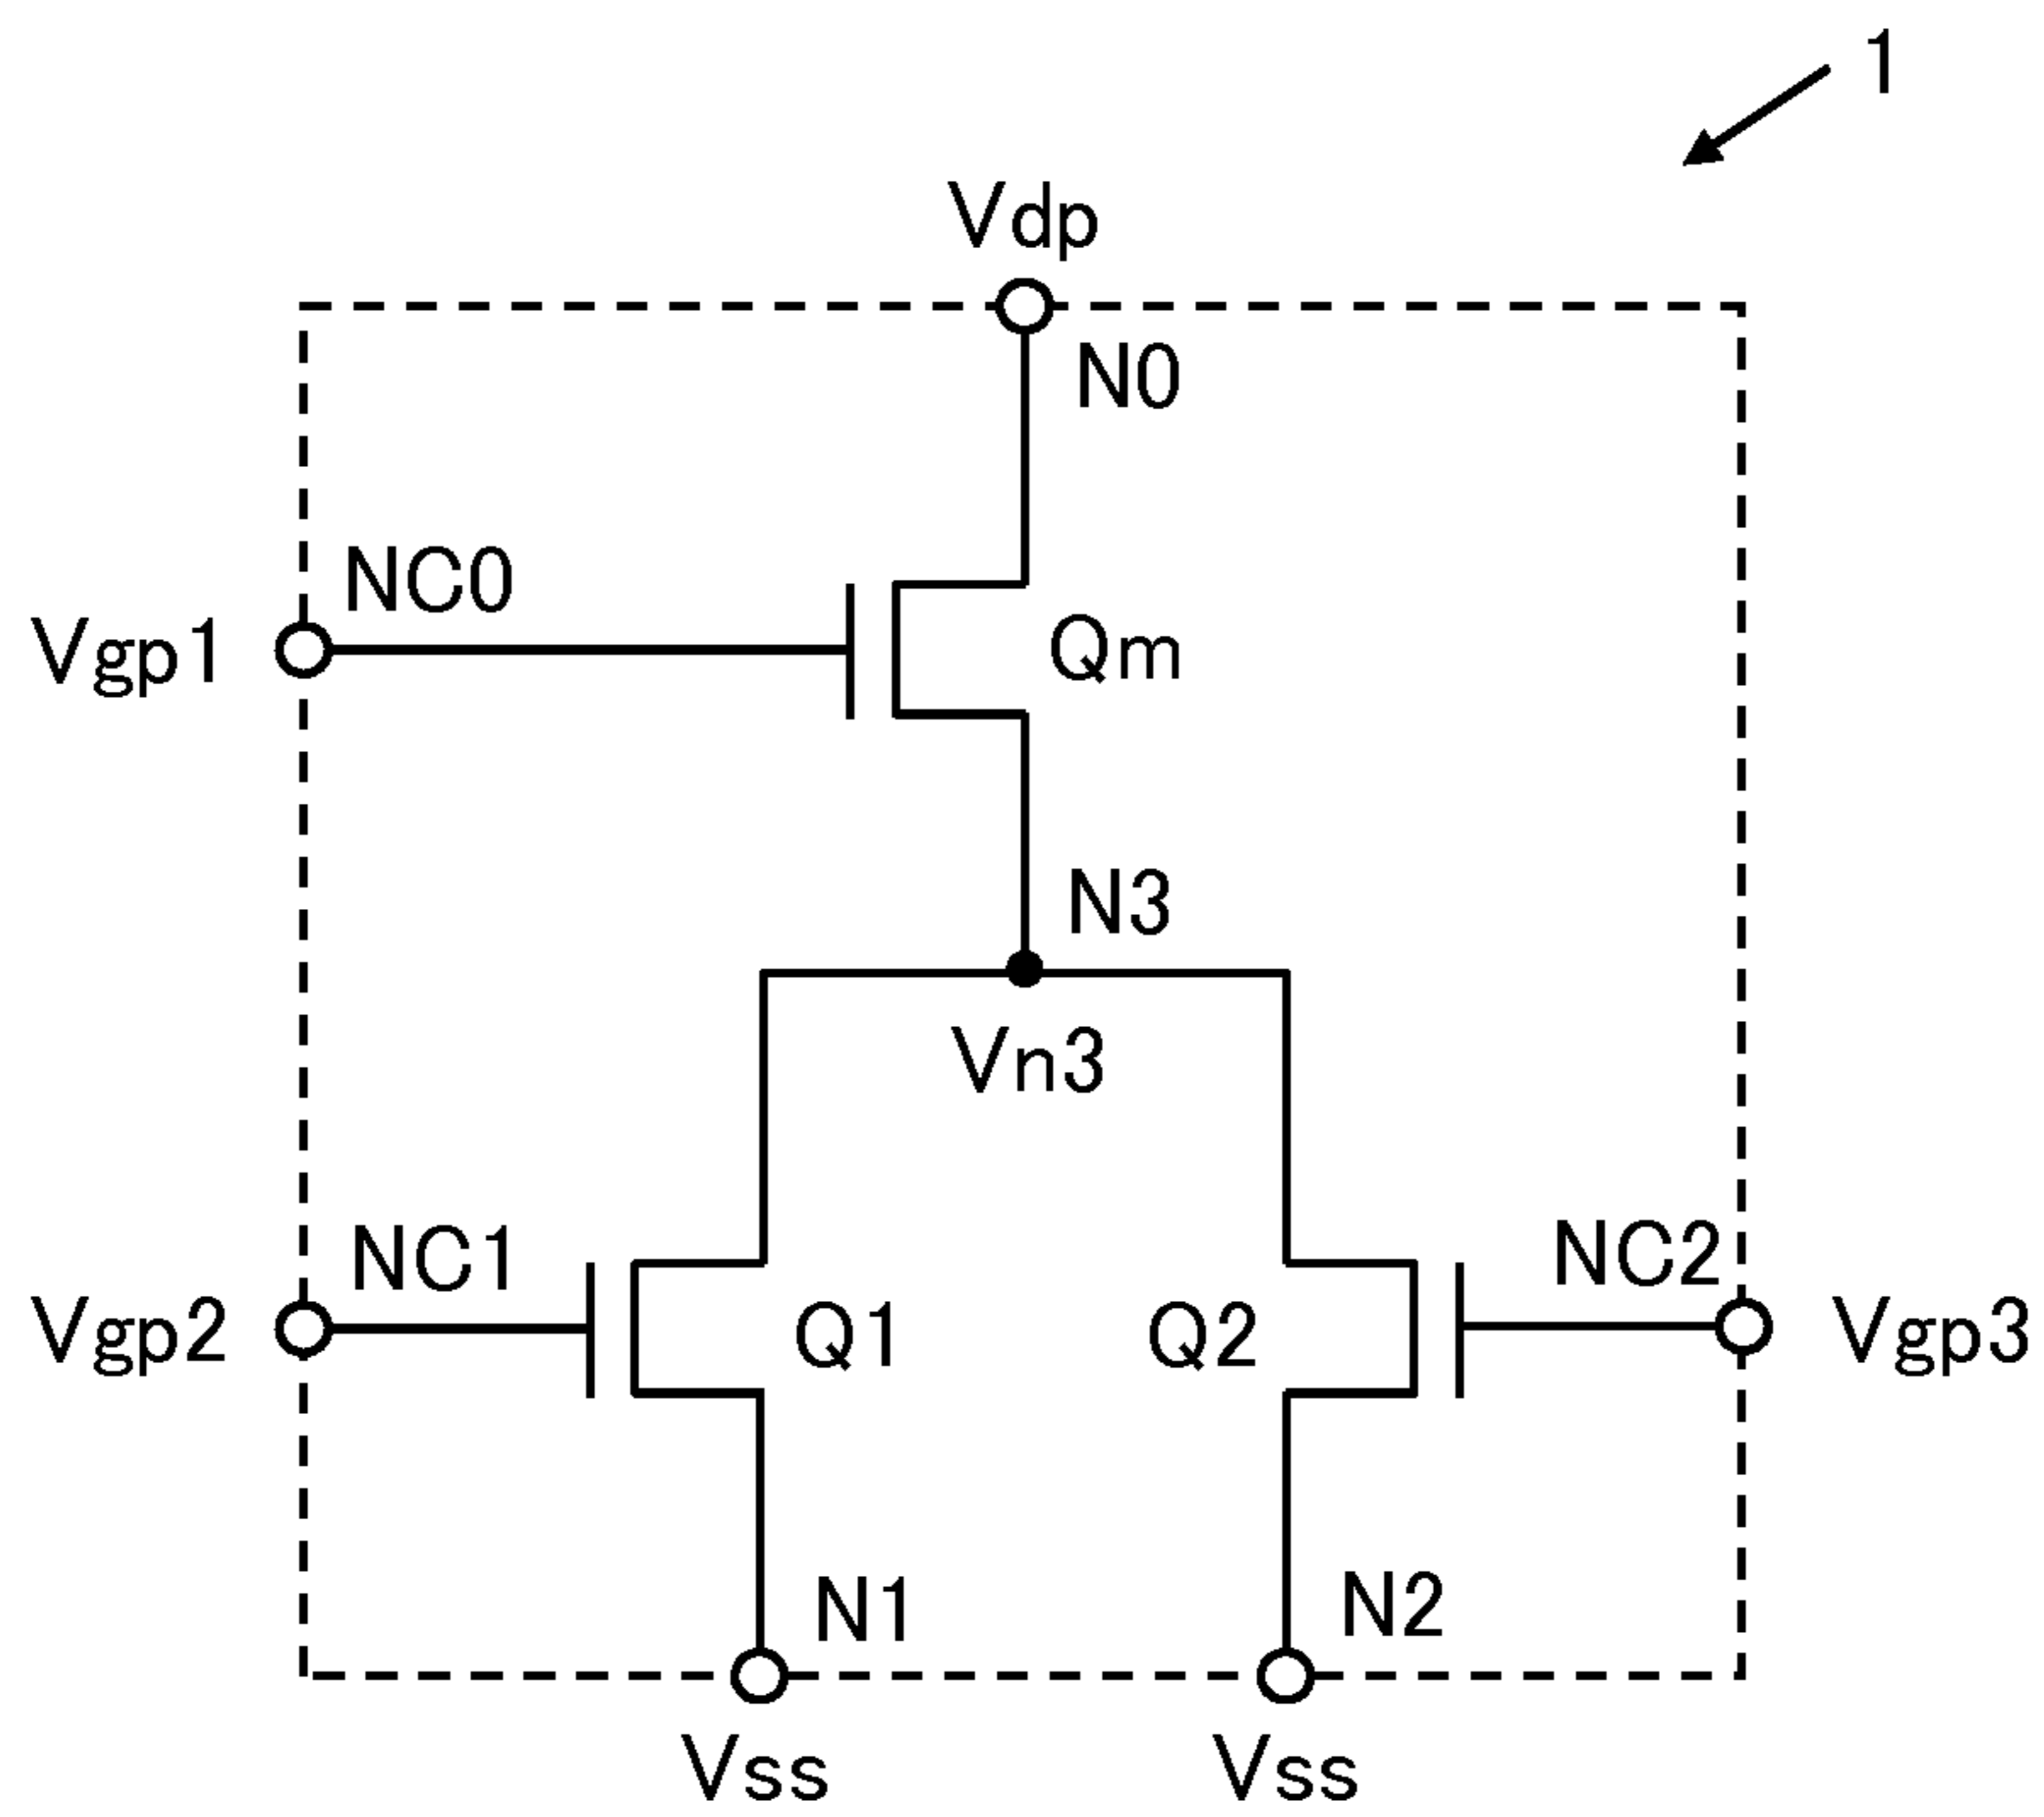 1
Vdp
N0
NC0
Vgp1
Qm
N3
Vn3
NC1
NC2
Vgp2
Q1
Q2
Vgp3
N1
N2
Vss
Vss